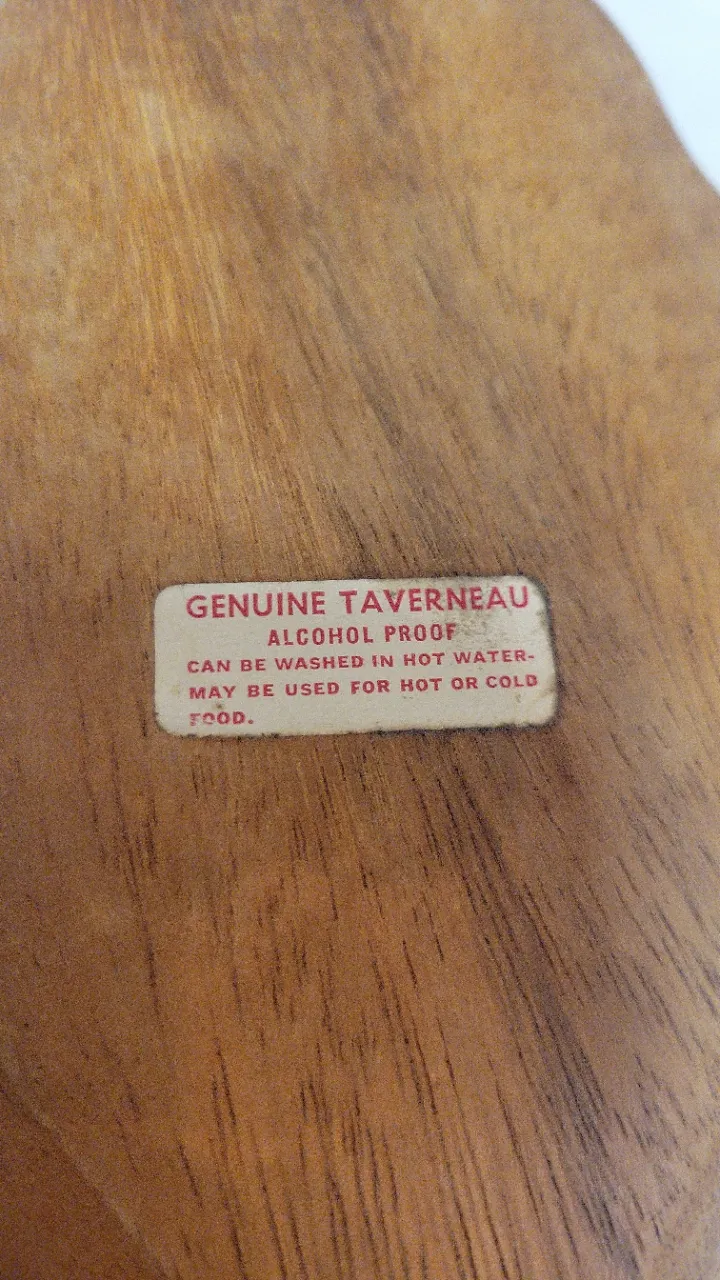 GENUINE TAVERNEAU
ALCOHOL PROOF
CAN BE WASHED IN HOT WATER-
MAY BE USED FOR HOT OR COLD
FOOD.